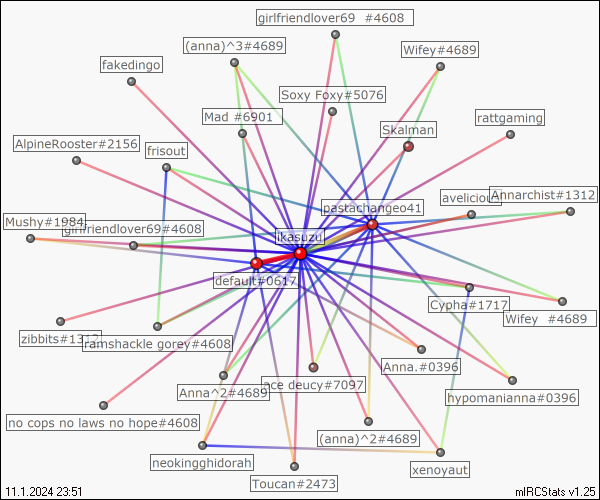 girlfriendlover69 #4608
(anna)^3#4689
Wifey#4689
fakedingo
Soxy Foxy#5076
Mad #6901
rattgaming
Skalman
AlpineRooster#2156
frisout
avelicious
Annarchist#1312
pastachangeo41
Mushy#1984
girlfriendlover69#4608
ikasuzu
default#0617
Cypha#1717
Wifey #4689
zibbits#1312
ramshackle gorey#4608
Anna.#0396
Anna^2#4689
ace deucy#7097
hypomanianna#0396
no cops no laws no hope#4608
(anna)^2#4689
neokingghidorah
xenoyaut
Toucan#2473
11.1.2024 23:51
mIRCStats v1.25